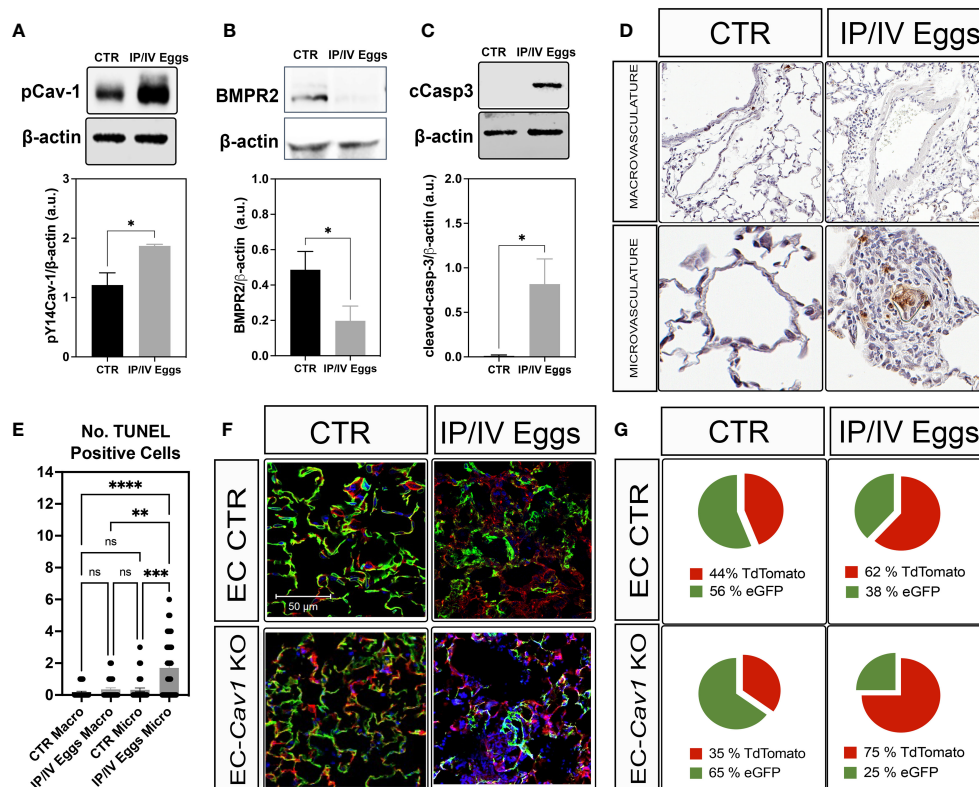 A
CTR IP/IV Eggs
pCav-1
β-actin
pY14Cav-1/β-actin (a.u.)
3
2
1
0
*
CTR IP/IV Eggs
B
CTR IP/IV Eggs
BMPR2
β-actin
BMPR2/β-actin (a.u.)
1.0
0.8
0.6
0.4
0.2
0.0
*
CTR IP/IV Eggs
C
CTR IP/IV Eggs
cCasp3
β-actin
cleaved-casp-3/β-actin (a.u.)
2.0
1.5
1.0
0.5
0.0
*
CTR IP/IV Eggs
D
CTR IP/IV Eggs
MACROVASCULATURE
MICROVASCULATURE
E
No. TUNEL
Positive Cells
14
12
10
8
6
4
2
0
****
**
ns
ns ns ***
CTR Macro
IP/IV Eggs Macro
CTR Micro
IP/IV Eggs Micro
F
CTR IP/IV Eggs
EC CTR
50 µm
EC-Cav1 KO
G
CTR IP/IV Eggs
EC CTR
44% TdTomato
56 % eGFP
62 % TdTomato
38 % eGFP
EC-Cav1 KO
35 % TdTomato
65 % eGFP
75 % TdTomato
25 % eGFP